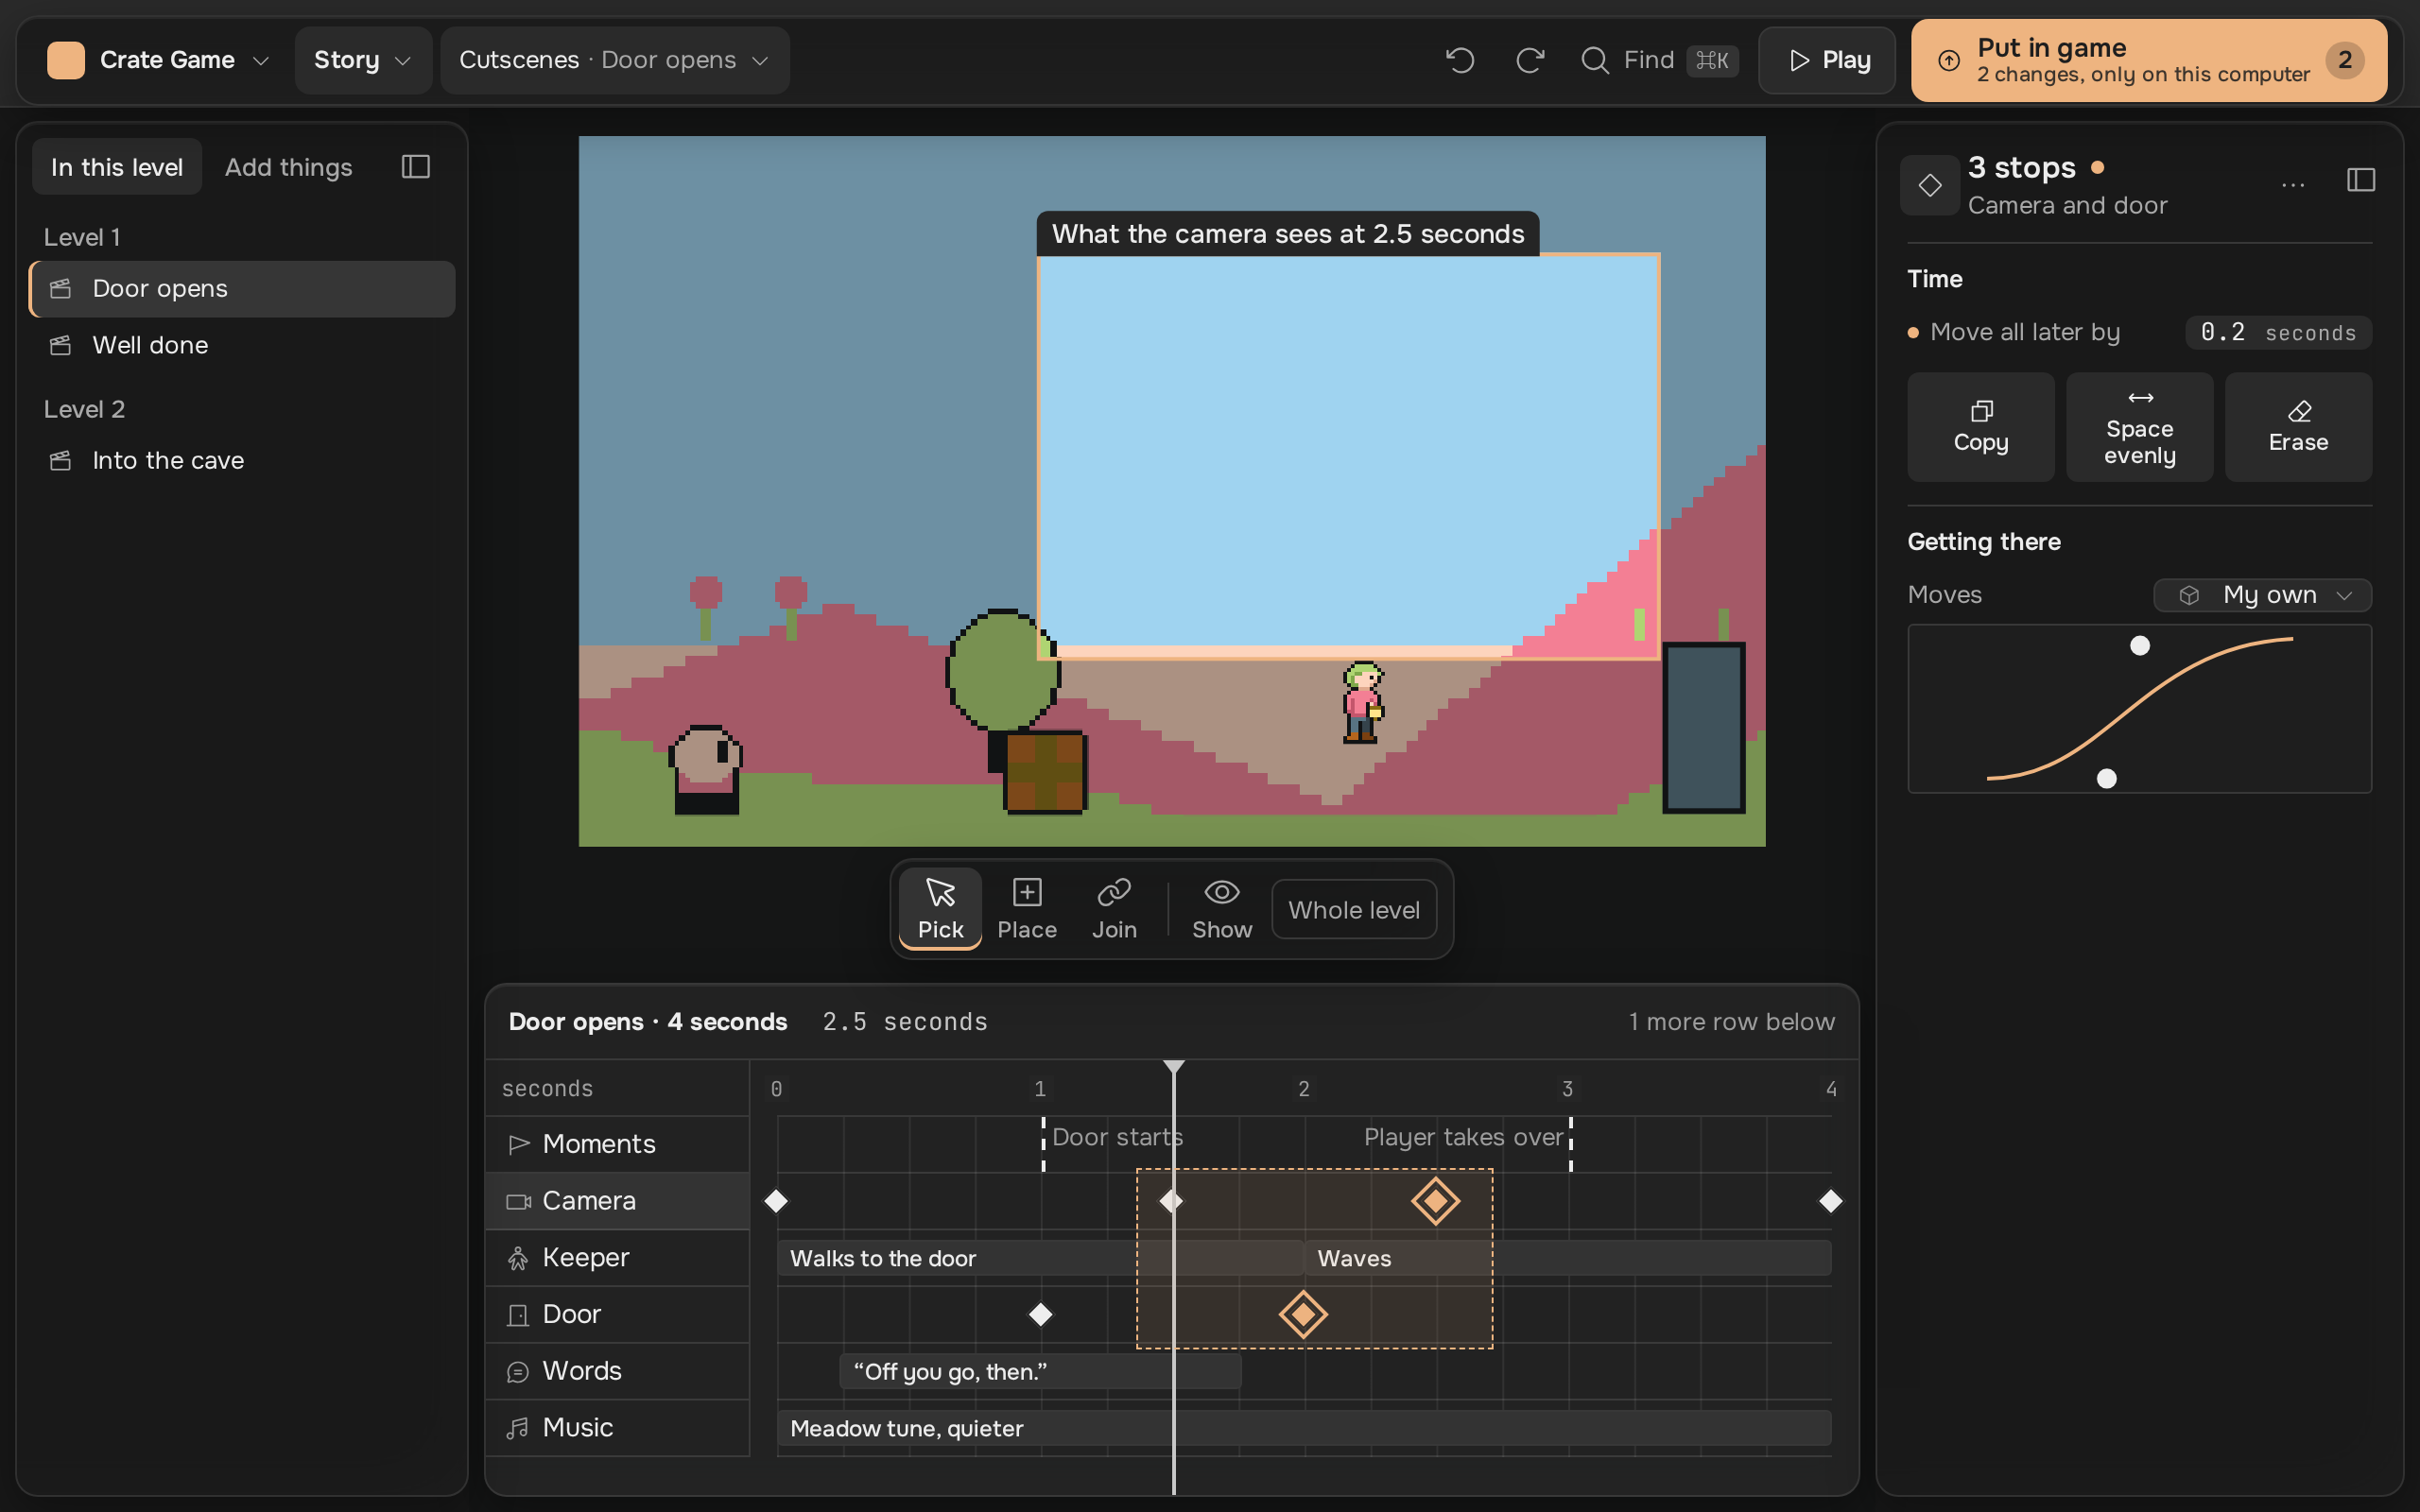 Crate Game
Story
Cutscenes · Door opens
Find ⌘K
Play
Put in game
2 changes, only on this computer
2
In this level
Add things
Level 1
Door opens
Well done
Level 2
Into the cave
What the camera sees at 2.5 seconds
Pick
Place
Join
Show
Whole level
3 stops
Camera and door
Time
Move all later by
0.2 seconds
Copy
Space
evenly
Erase
Getting there
Moves
My own
Door opens · 4 seconds
2.5 seconds
1 more row below
seconds
0
1
2
3
4
Moments
Door starts
Player takes over
Camera
Keeper
Walks to the door
Waves
Door
Words
“Off you go, then.”
Music
Meadow tune, quieter